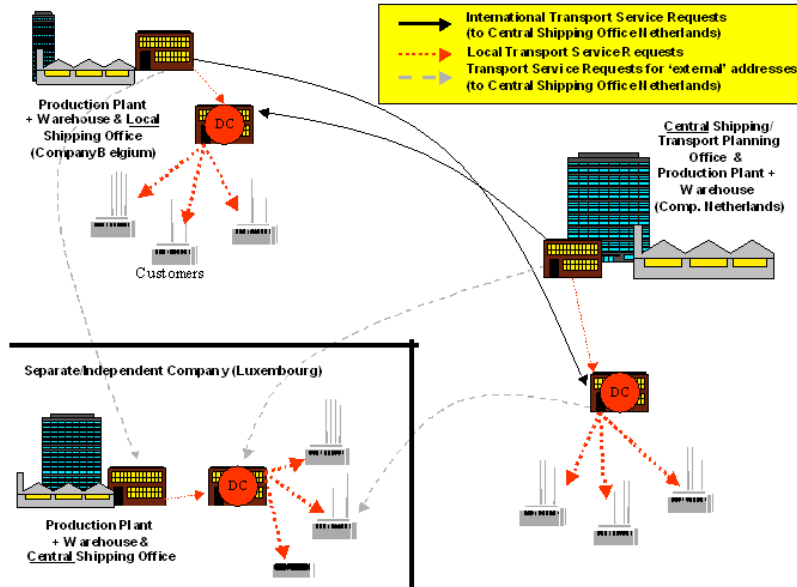 International Transport Service Requests
(to Central Shipping Office Netherlands)
Local Transport Service Requests
Transport Service Requests for 'external' addresses
(to Central Shipping Office Netherlands)
Production Plant
+ Warehouse & Local
Shipping Office
(Company Belgium)
DC
Customers
Central Shipping/
Transport Planning
Office &
Production Plant +
Warehouse
(Comp. Netherlands)
DC
Separate/Independent Company (Luxembourg)
DC
Production Plant
+ Warehouse &
Central Shipping Office